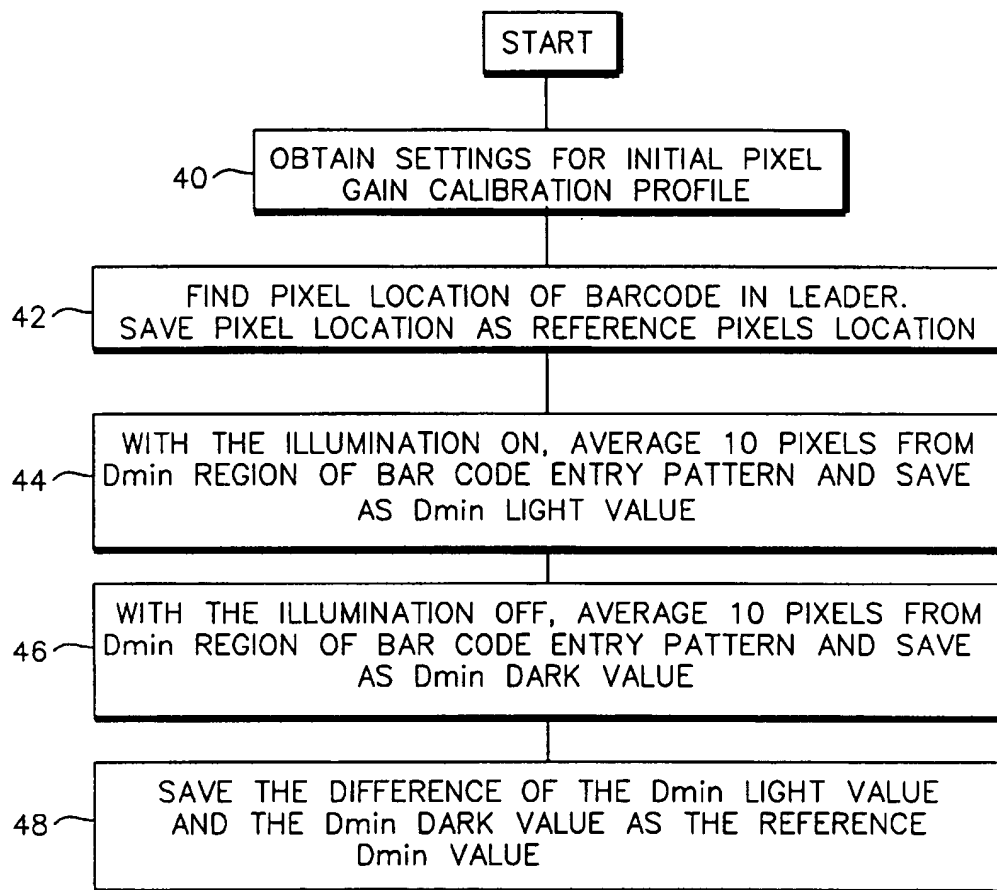 START
40
OBTAIN SETTINGS FOR INITIAL PIXEL
GAIN CALIBRATION PROFILE
42
FIND PIXEL LOCATION OF BARCODE IN LEADER.
SAVE PIXEL LOCATION AS REFERENCE PIXELS LOCATION
44
WITH THE ILLUMINATION ON, AVERAGE 10 PIXELS FROM
Dmin REGION OF BAR CODE ENTRY PATTERN AND SAVE
AS Dmin LIGHT VALUE
46
WITH THE ILLUMINATION OFF, AVERAGE 10 PIXELS FROM
Dmin REGION OF BAR CODE ENTRY PATTERN AND SAVE
AS Dmin DARK VALUE
48
SAVE THE DIFFERENCE OF THE Dmin LIGHT VALUE
AND THE Dmin DARK VALUE AS THE REFERENCE
Dmin VALUE